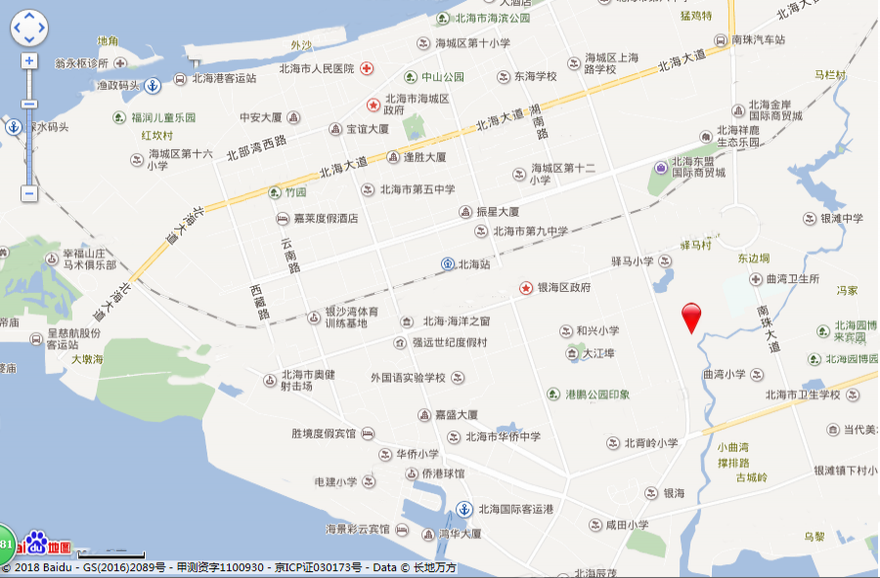 大酒店
北海市海滨公园
猛鸡特
北海大道
地角
外沙
海城区第十小学
南珠汽车站
翁永枢诊所
北海市人民医院
海城区上海
路学校
北海大道
渔政码头
北海港客运站
中山公园
东海学校
马栏村
北海市海城区
政府
福润儿童乐园
中安大厦
湖南路
北海金岸
国际商贸城
深水码头
红坎村
宝谊大厦
北海大道
北海祥鹿
生态乐园
北部湾西路
海城区第十六
小学
逢胜大厦
北海大道
海城区第十二
小学
北海东盟
国际商贸城
竹园
北海市第五中学
嘉莱度假酒店
振星大厦
银滩中学
北海大道
北海市第九中学
云南路
驿马村
幸福山庄
马术俱乐部
北海站
驿马小学
东边垌
西藏路
银海区政府
曲湾卫生所
冯家
北海大道
银沙湾体育
训练基地
北海·海洋之窗
和兴小学
南珠大道
北海园博
来宾园
帝庙
呈慈航股份
客运站
强远世纪度假村
大江埠
大墩海
北海园博园
婆庙
北海市奥健
射击场
外国语实验学校
曲湾小学
港鹏公园印象
北海市卫生学校
嘉盛大厦
胜境度假宾馆
北海市华侨中学
北背岭小学
当代美术
小曲湾
撑排路
华侨小学
古城岭
银滩镇下村小
电建小学
侨港球馆
银海
北海国际客运港
海景彩云宾馆
鸿华大厦
咸田小学
乌黎
81
Bai du 地图
北海辰茂
© 2018 Baidu - GS(2016)2089号 - 甲测资字1100930 - 京ICP证030173号 - Data © 长地万方